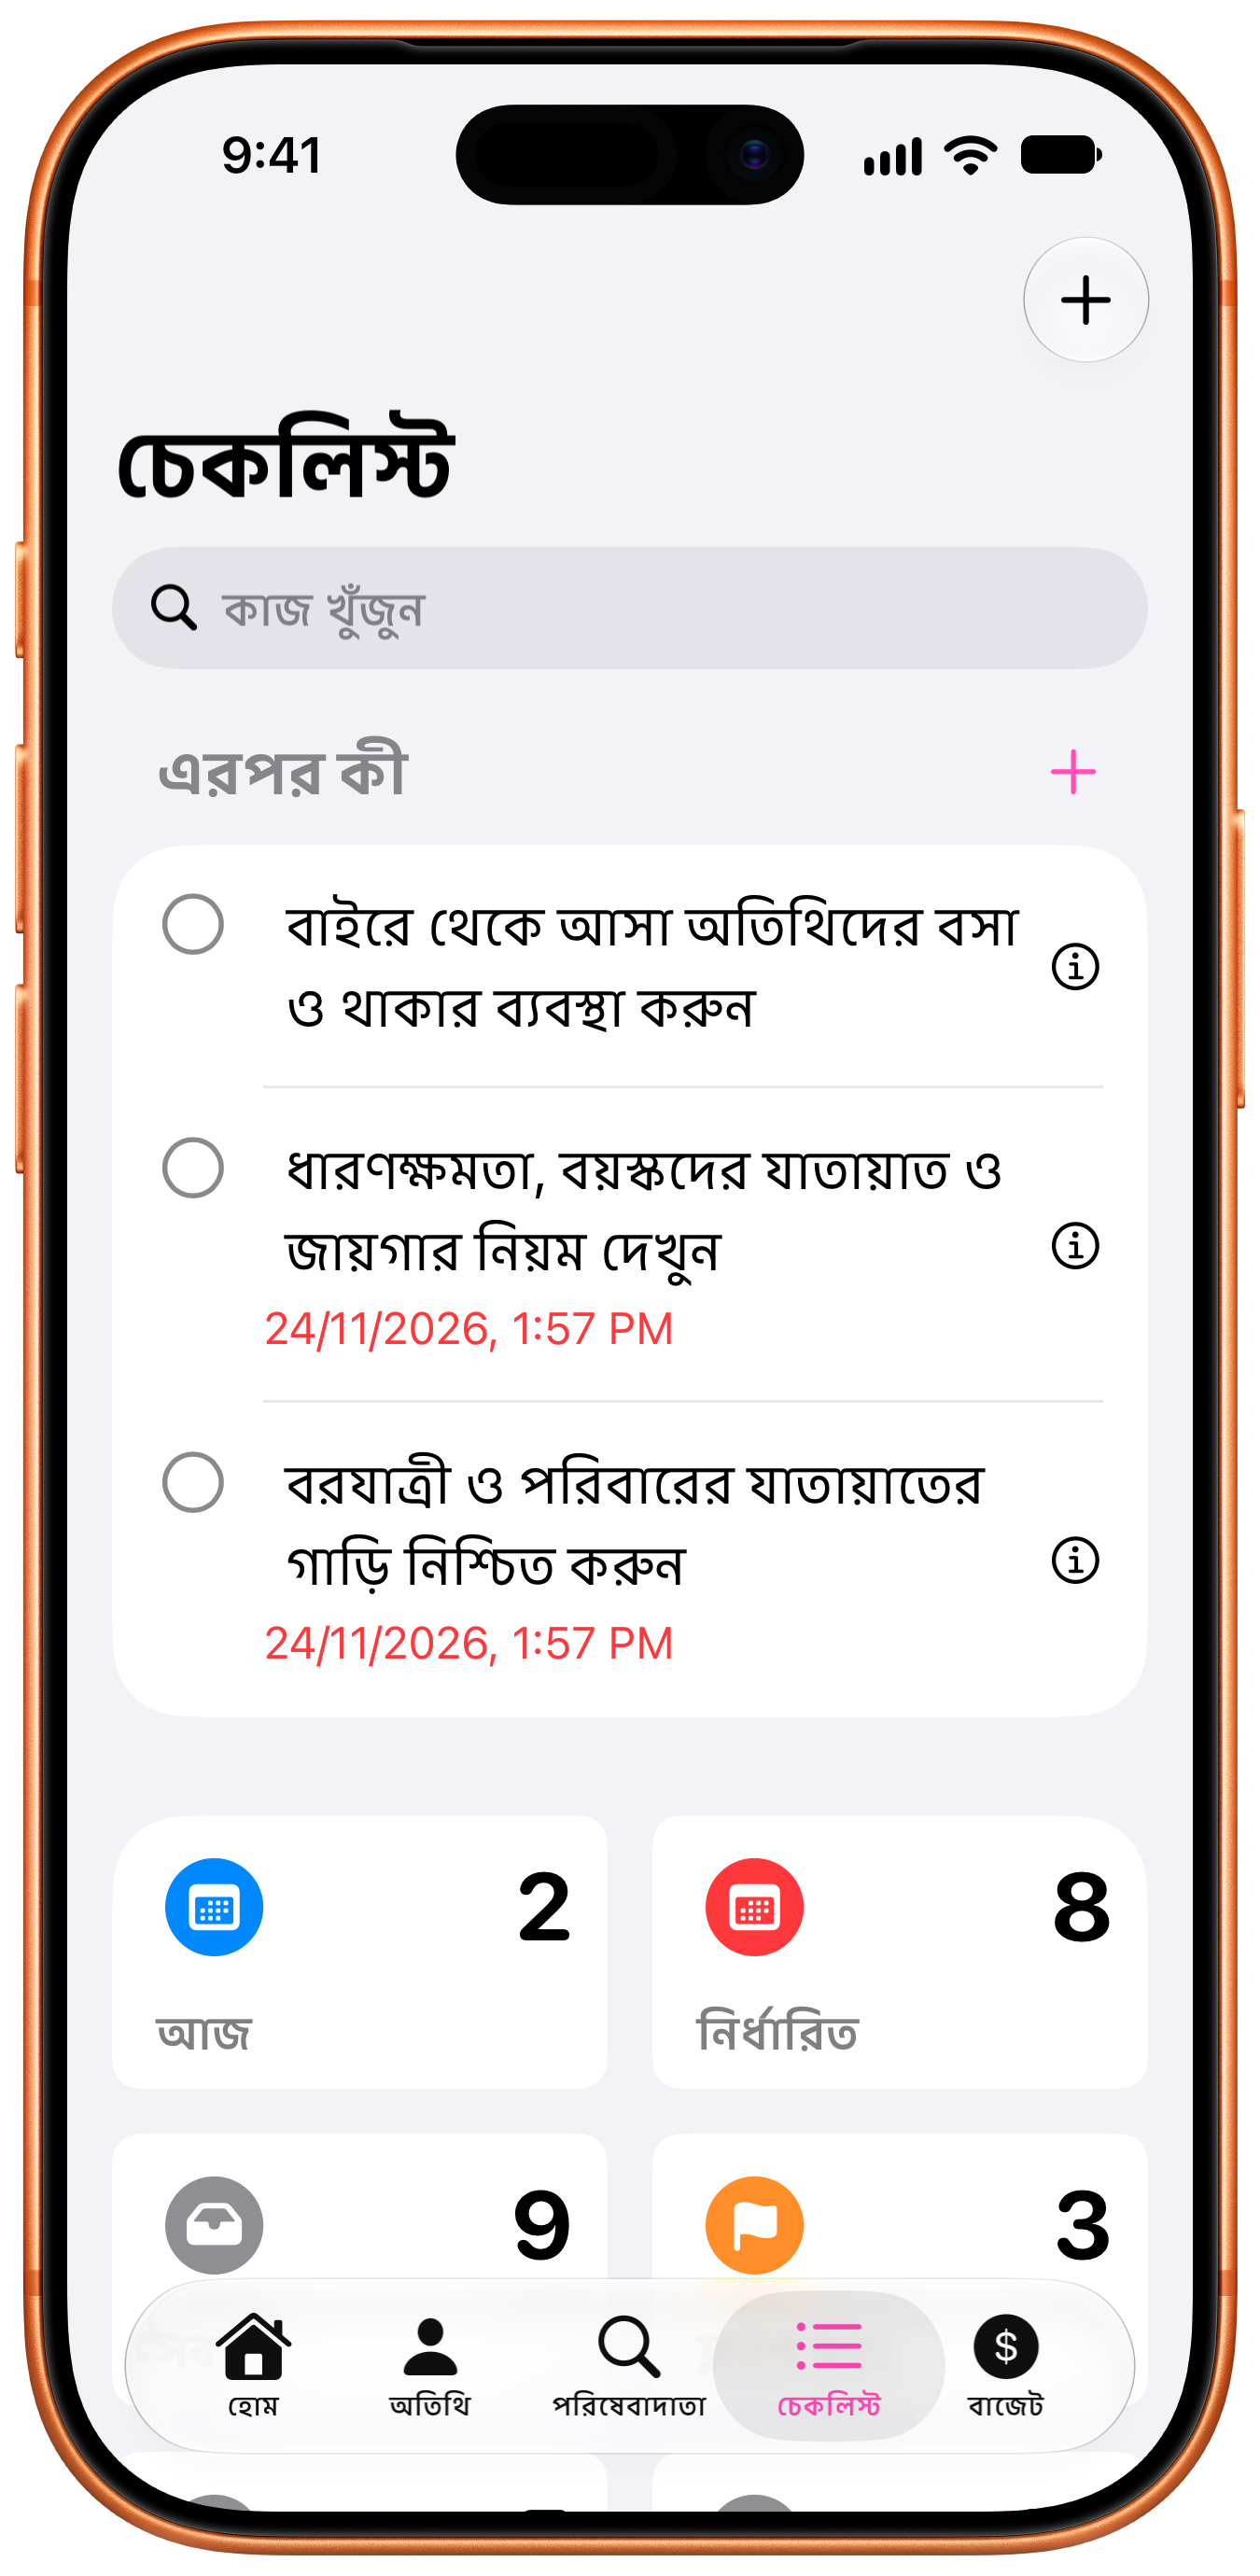 9:41
চেকলিস্ট
কাজ খুঁজুন
এরপর কী
বাইরে থেকে আসা অতিথিদের বসা
ও থাকার ব্যবস্থা করুন
ধারণক্ষমতা, বয়স্কদের যাতায়াত ও
জায়গার নিয়ম দেখুন
24/11/2026, 1:57 PM
বরযাত্রী ও পরিবারের যাতায়াতের
গাড়ি নিশ্চিত করুন
24/11/2026, 1:57 PM
2
8
আজ
নির্ধারিত
9
3
হোম
অতিথি
পরিষেবাদাতা
চেকলিস্ট
বাজেট